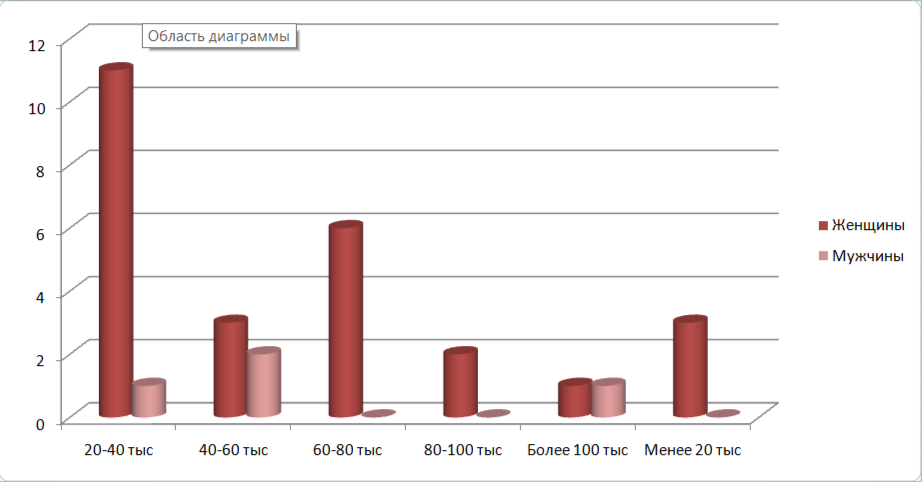 Область диаграммы
12
10
8
6
4
2
0
20-40 тыс
40-60 тыс
60-80 тыс
80-100 тыс
Более 100 тыс
Менее 20 тыс
Женщины
Мужчины